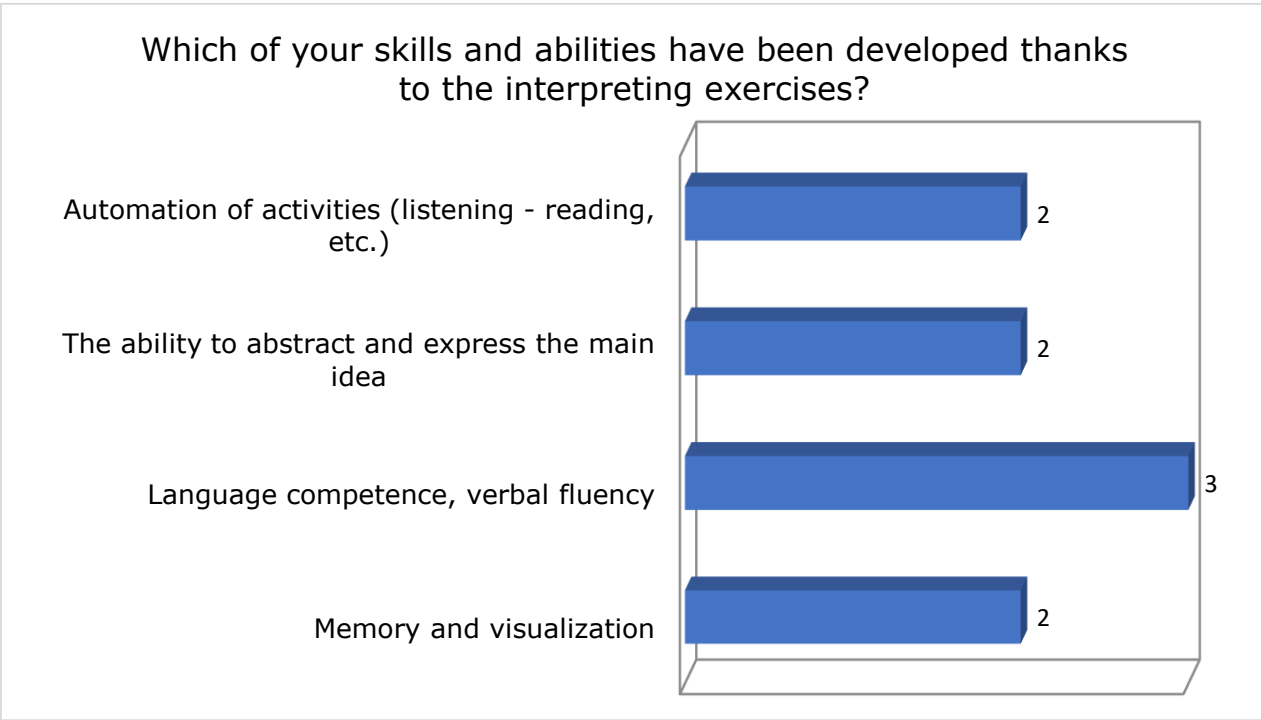 Which of your skills and abilities have been developed thanks
to the interpreting exercises?
Automation of activities (listening - reading,
etc.)
2
The ability to abstract and express the main
idea
2
Language competence, verbal fluency
3
Memory and visualization
2